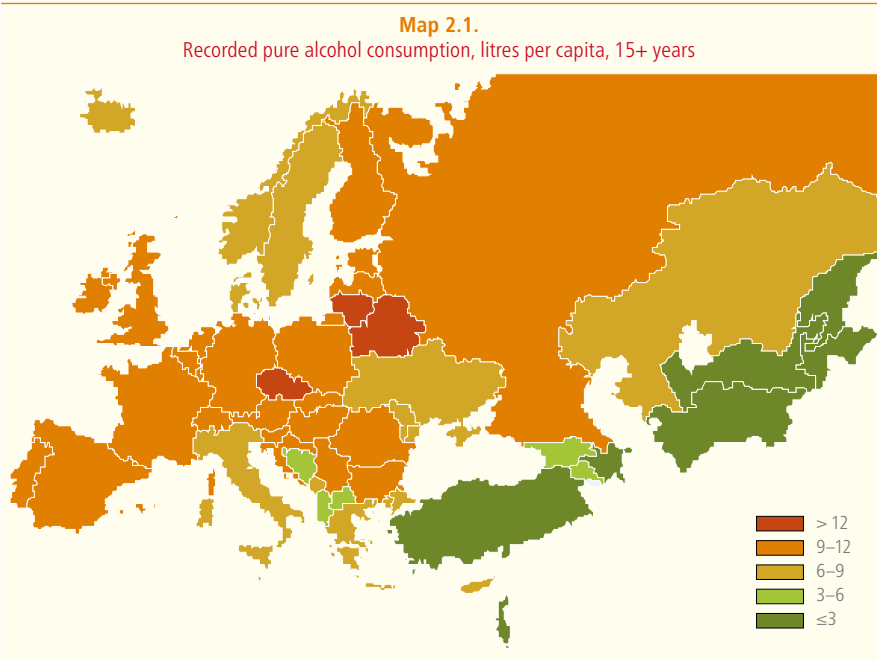 Map 2.1.
Recorded pure alcohol consumption, litres per capita, 15+ years
> 12
9–12
6–9
3–6
≤3